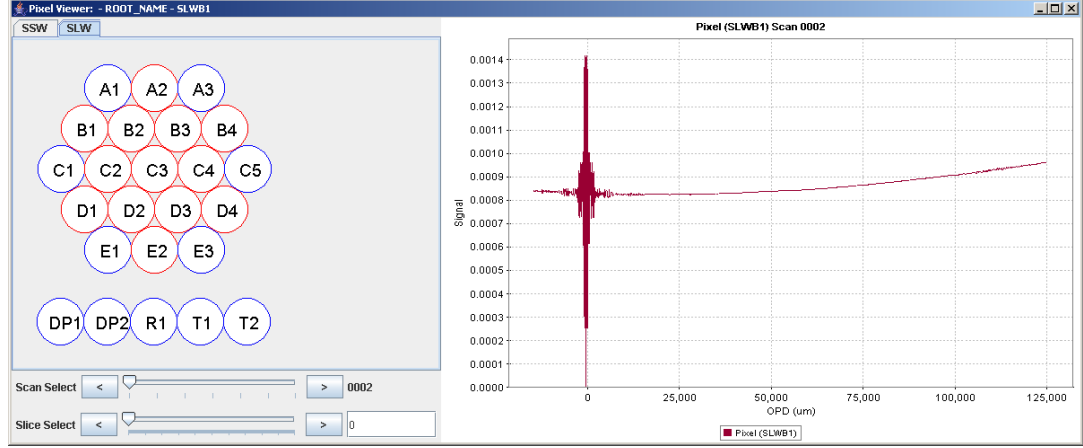 Pixel Viewer: - ROOT_NAME - SLWB1
SSW SLW
A1 A2 A3
B1 B2 B3 B4
C1 C2 C3 C4 C5
D1 D2 D3 D4
E1 E2 E3
DP1 DP2 R1 T1 T2
Scan Select < > 0002
Slice Select < > 0
Pixel (SLWB1) Scan 0002
Signal
0.0014
0.0013
0.0012
0.0011
0.0010
0.0009
0.0008
0.0007
0.0006
0.0005
0.0004
0.0003
0.0002
0.0001
0.0000
0 25,000 50,000 75,000 100,000 125,000
OPD (um)
Pixel (SLWB1)